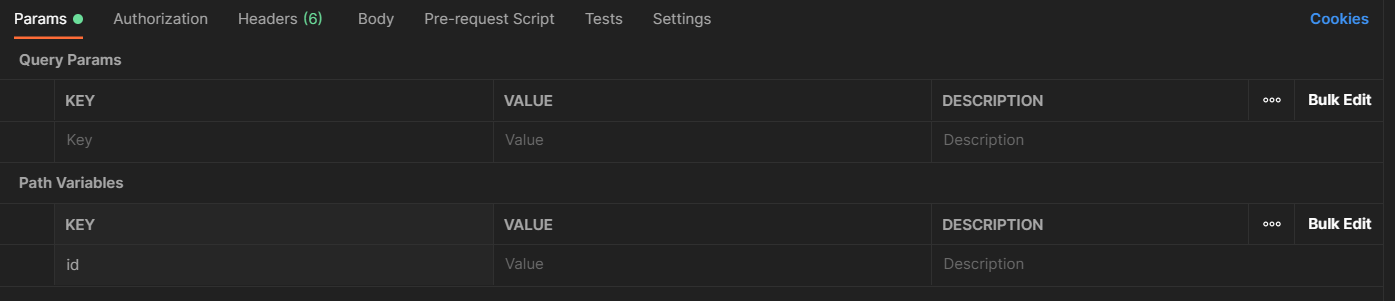 Params Authorization Headers (6) Body Pre-request Script Tests Settings Cookies
Query Params
KEY VALUE DESCRIPTION ooo Bulk Edit
Key Value Description
Path Variables
KEY VALUE DESCRIPTION ooo Bulk Edit
id Value Description